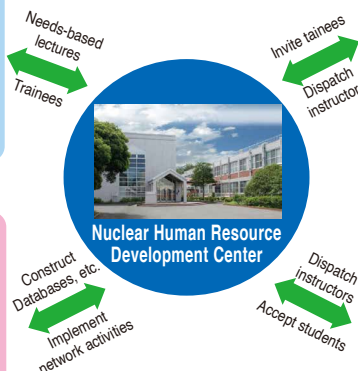 Needs-based
lectures
Trainees
Invite tainees
Dispatch
instructor
Nuclear Human Resource
Development Center
Construct
Databases, etc.
Implement
network activities
Dispatch
instructors
Accept students